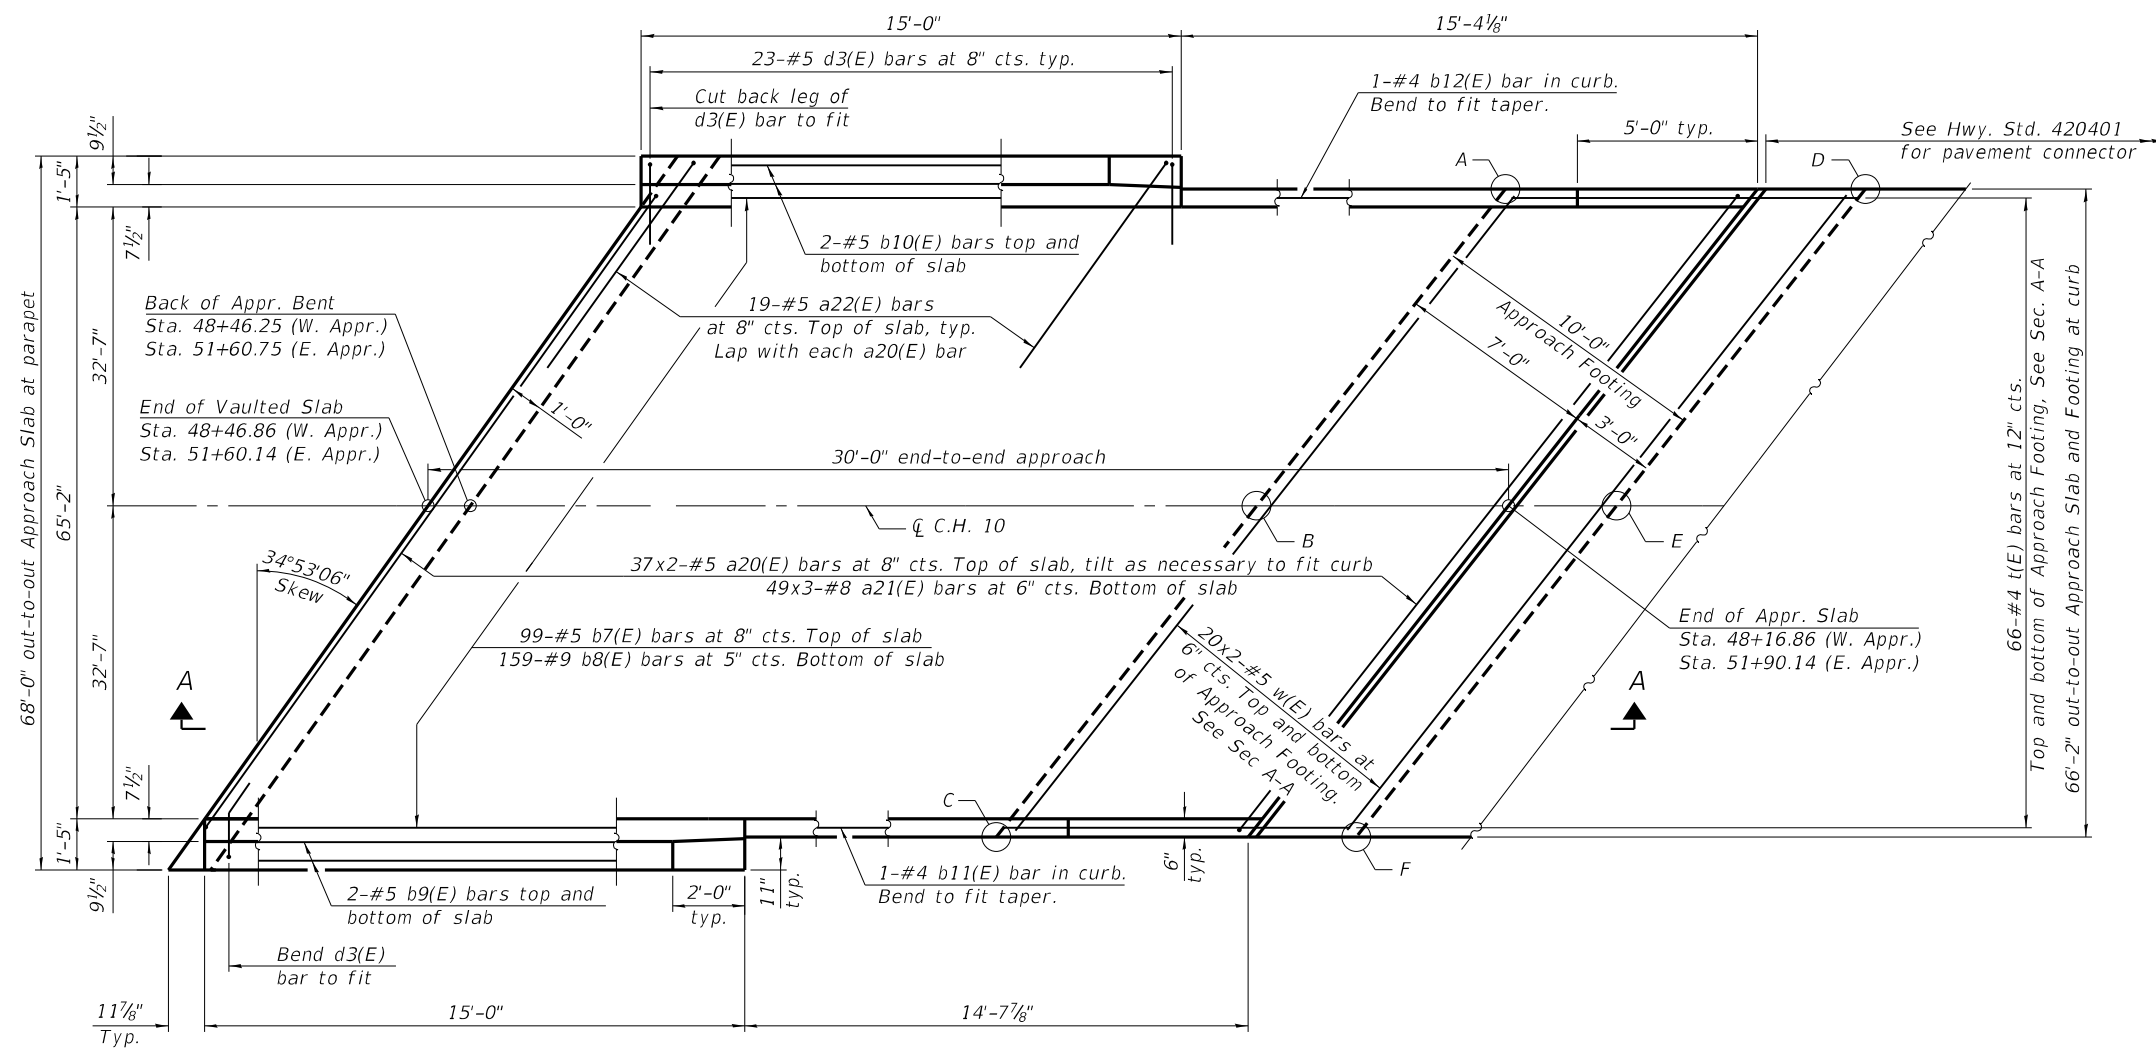 15'-0"
15'-4⅛"
23-#5 d3(E) bars at 8" cts. typ.
1-#4 b12(E) bar in curb.
Bend to fit taper.
Cut back leg of
d3(E) bar to fit
5'-0" typ.
See Hwy. Std. 420401
for pavement connector
9½"
1'-5"
7½"
A
D
2-#5 b10(E) bars top and
bottom of slab
19-#5 a22(E) bars
at 8" cts. Top of slab, typ.
Lap with each a20(E) bar
Back of Appr. Bent
Sta. 48+46.25 (W. Appr.)
Sta. 51+60.75 (E. Appr.)
10'-0"
Approach Footing
7'-0"
3'-0"
32'-7"
68'-0" out-to-out Approach Slab at parapet
65'-2"
End of Vaulted Slab
Sta. 48+46.86 (W. Appr.)
Sta. 51+60.14 (E. Appr.)
1'-0"
30'-0" end-to-end approach
℄ C.H. 10
B
E
34°53'06"
Skew
37x2-#5 a20(E) bars at 8" cts. Top of slab, tilt as necessary to fit curb
49x3-#8 a21(E) bars at 6" cts. Bottom of slab
66-#4 t(E) bars at 12" cts.
Top and bottom of Approach Footing, See Sec. A-A
66'-2" out-to-out Approach Slab and Footing at curb
End of Appr. Slab
Sta. 48+16.86 (W. Appr.)
Sta. 51+90.14 (E. Appr.)
32'-7"
99-#5 b7(E) bars at 8" cts. Top of slab
159-#9 b8(E) bars at 5" cts. Bottom of slab
20x2-#5 w(E) bars at
6" cts. Top and bottom
of Approach Footing.
See Sec A-A
A
A
7½"
1'-5"
9½"
C
F
1-#4 b11(E) bar in curb.
Bend to fit taper.
6"
typ.
11"
typ.
2'-0"
typ.
2-#5 b9(E) bars top and
bottom of slab
Bend d3(E)
bar to fit
11⅞"
Typ.
15'-0"
14'-7⅞"